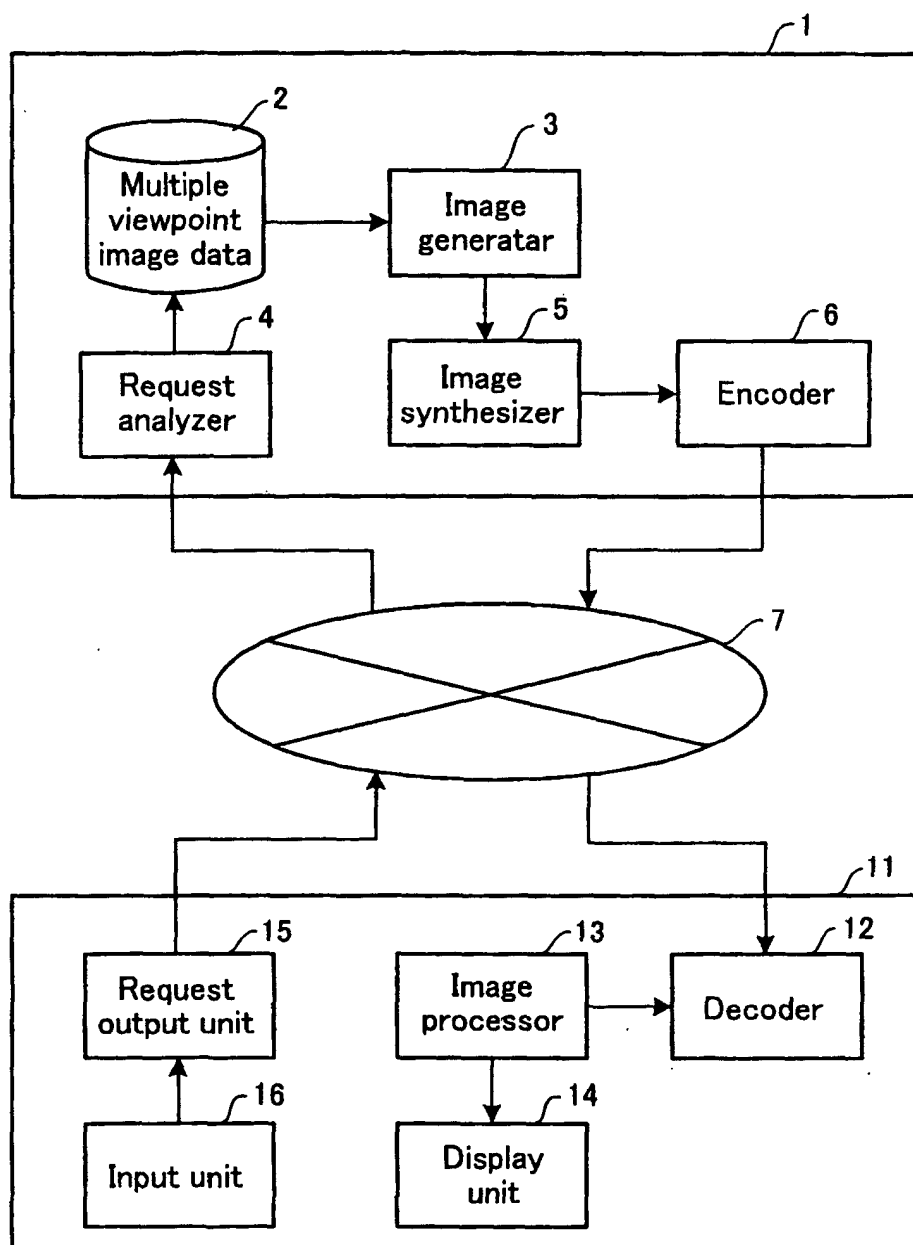 1
2
Multiple
viewpoint
image data
3
Image
generatar
4
Request
analyzer
5
Image
synthesizer
6
Encoder
7
11
15
Request
output unit
13
Image
processor
12
Decoder
16
Input unit
14
Display
unit